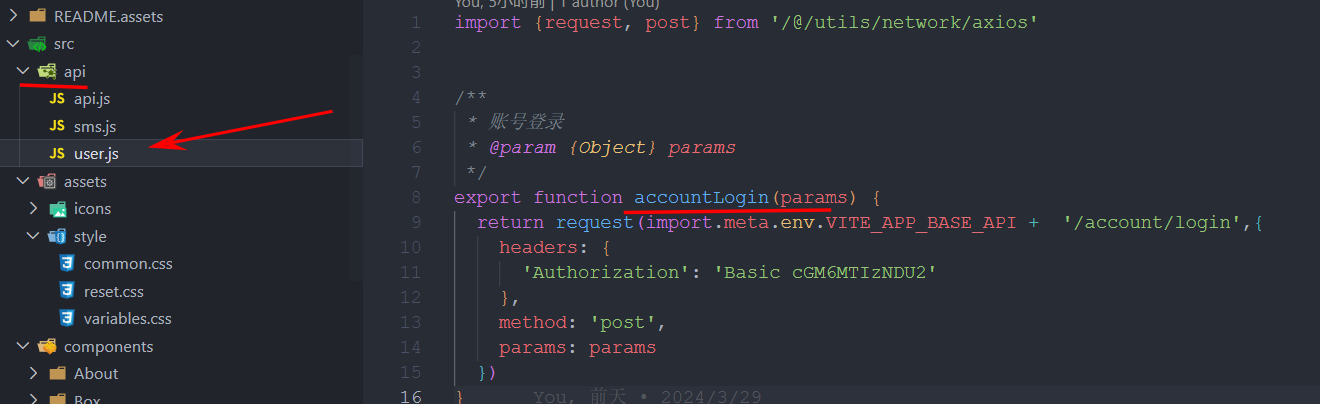 README.assets
src
api
JS api.js
JS sms.js
JS user.js
assets
icons
style
common.css
reset.css
variables.css
components
About
Box
You, 5小时前 | 1 author (You)
1 import {request, post} from '/@/utils/network/axios'
2
3
4 /**
5 * 账号登录
6 * @param {Object} params
7 */
8 export function accountLogin(params) {
9 return request(import.meta.env.VITE_APP_BASE_API + '/account/login',{
10 headers: {
11 'Authorization': 'Basic cGM6MTIzNDU2'
12 },
13 method: 'post',
14 params: params
15 })
16 } You, 前天 • 2024/3/29